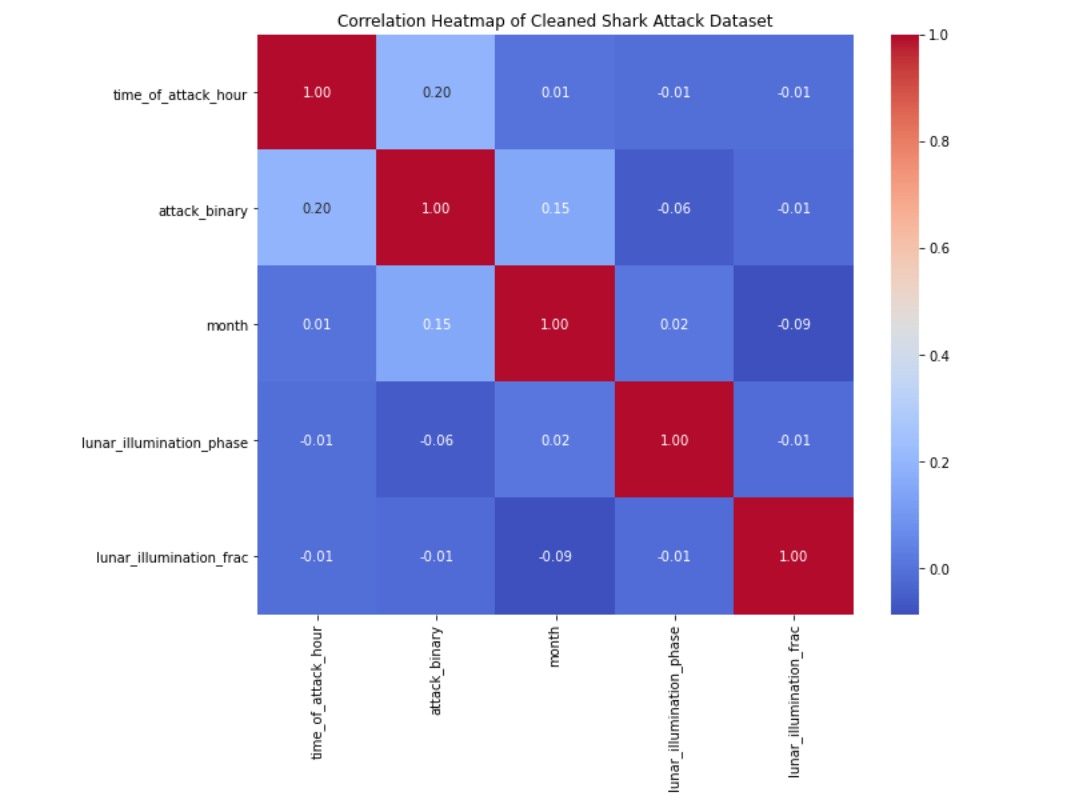 Correlation Heatmap of Cleaned Shark Attack Dataset
time_of_attack_hour 1.00 0.20 0.01 -0.01 -0.01
attack_binary 0.20 1.00 0.15 -0.06 -0.01
month 0.01 0.15 1.00 0.02 -0.09
lunar_illumination_phase -0.01 -0.06 0.02 1.00 -0.01
lunar_illumination_frac -0.01 -0.01 -0.09 -0.01 1.00
time_of_attack_hour
attack_binary
month
lunar_illumination_phase
lunar_illumination_frac
1.0
0.8
0.6
0.4
0.2
0.0